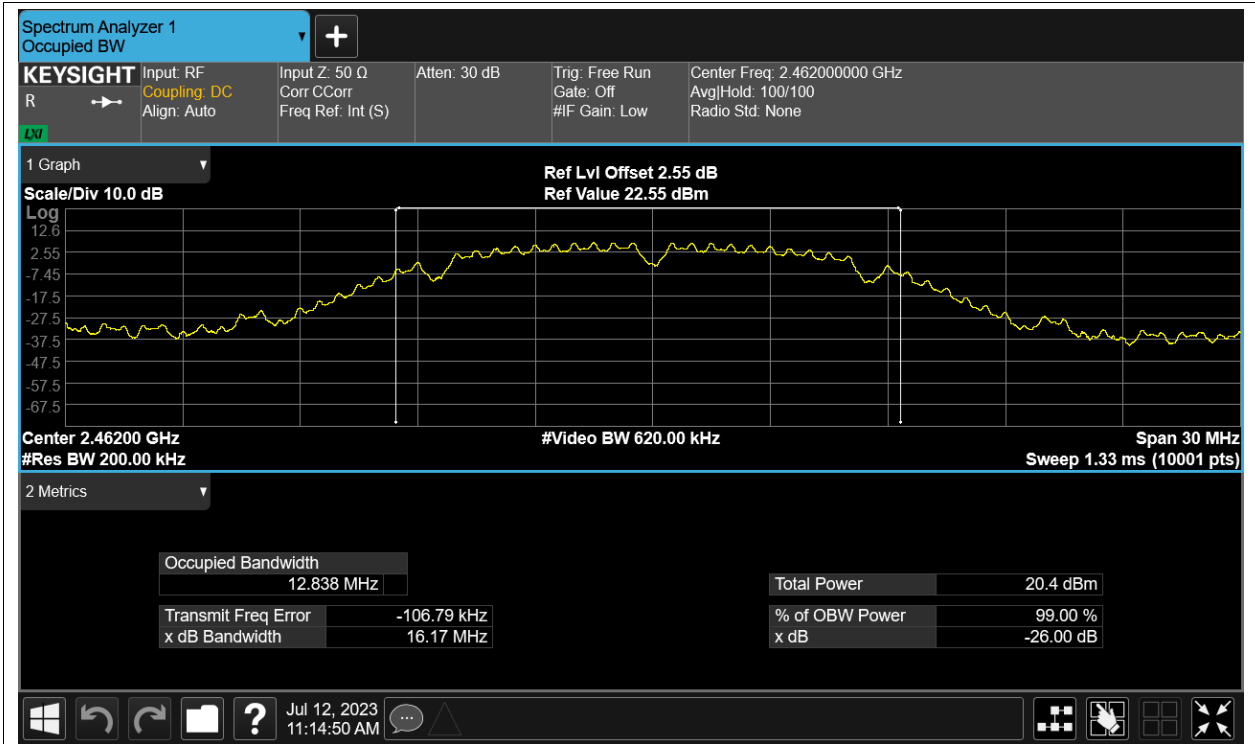 Spectrum Analyzer 1
Occupied BW
+
KEYSIGHT Input: RF Input Z: 50 Ω Atten: 30 dB Trig: Free Run Center Freq: 2.462000000 GHz
R Coupling: DC Corr CCorr Gate: Off Avg|Hold: 100/100
Align: Auto Freq Ref: Int (S) #IF Gain: Low Radio Std: None
LXI
1 Graph
Ref Lvl Offset 2.55 dB
Scale/Div 10.0 dB Ref Value 22.55 dBm
Log
12.6
2.55
-7.45
-17.5
-27.5
-37.5
-47.5
-57.5
-67.5
Center 2.46200 GHz #Video BW 620.00 kHz Span 30 MHz
#Res BW 200.00 kHz Sweep 1.33 ms (10001 pts)
2 Metrics
Occupied Bandwidth
12.838 MHz Total Power 20.4 dBm
Transmit Freq Error -106.79 kHz % of OBW Power 99.00 %
x dB Bandwidth 16.17 MHz x dB -26.00 dB
? Jul 12, 2023
11:14:50 AM